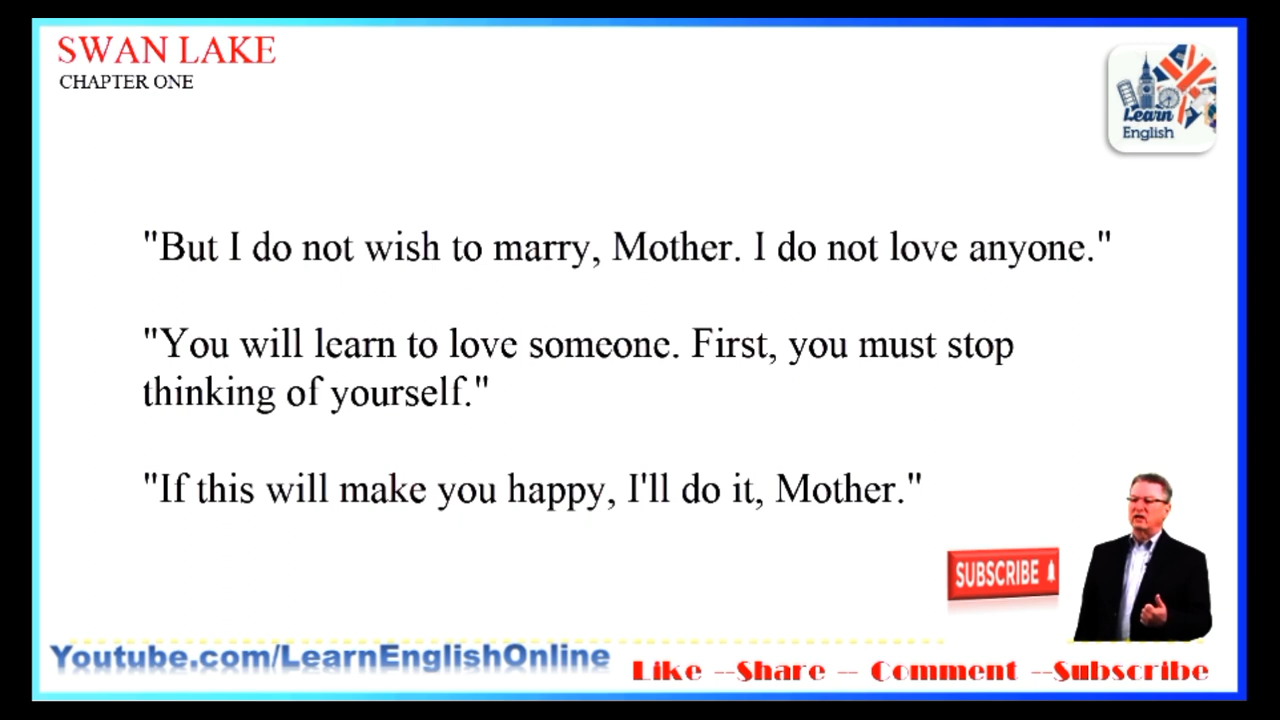 SWAN LAKE
CHAPTER ONE
Learn
English
"But I do not wish to marry, Mother. I do not love anyone."
"You will learn to love someone. First, you must stop
thinking of yourself."
"If this will make you happy, I'll do it, Mother."
SUBSCRIBE
Youtube.com/LearnEnglishOnline
Like --Share -- Comment --Subscribe